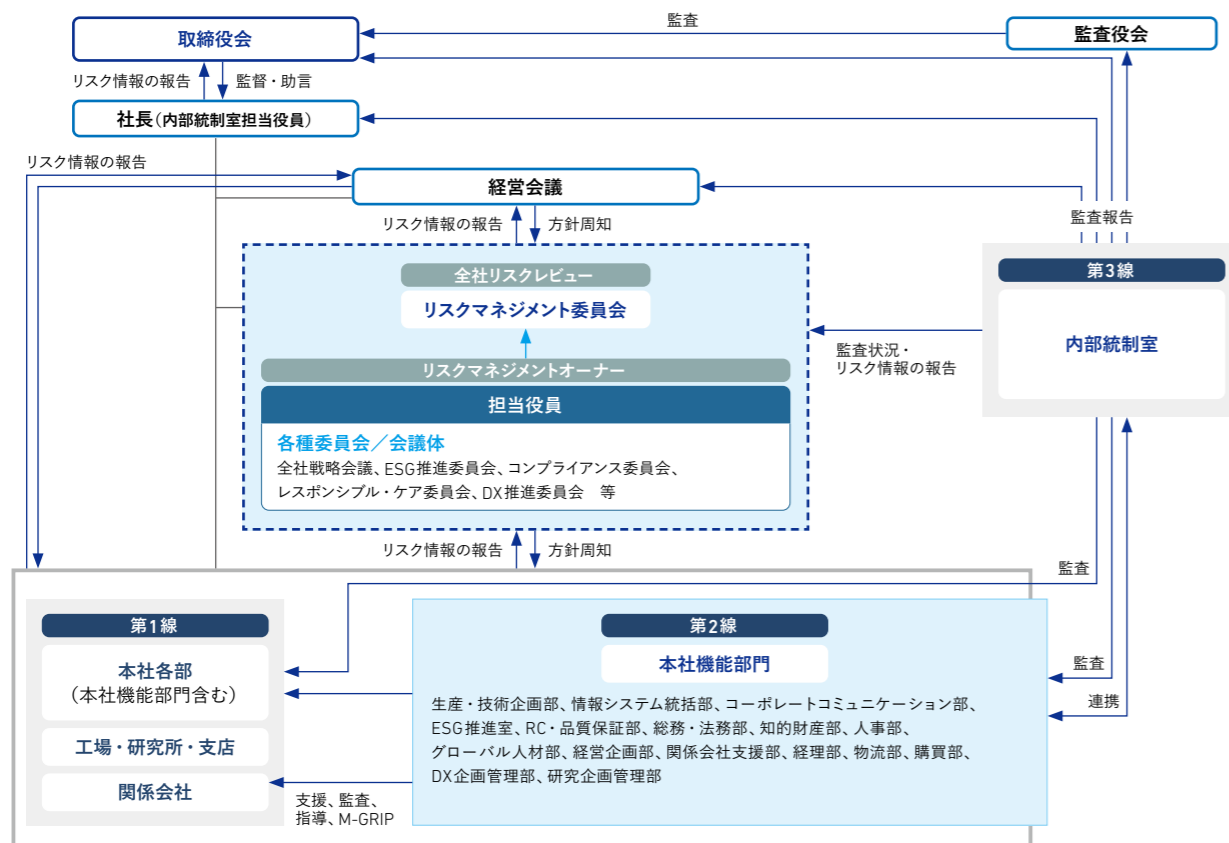 監査
取締役会
監査役会
リスク情報の報告
監督・助言
社長（内部統制室担当役員）
リスク情報の報告
経営会議
監査報告
リスク情報の報告
方針周知
全社リスクレビュー
リスクマネジメント委員会
第3線
内部統制室
監査状況・
リスク情報の報告
リスクマネジメントオーナー
担当役員
各種委員会／会議体
全社戦略会議、ESG推進委員会、コンプライアンス委員会、
レスポンシブル・ケア委員会、DX推進委員会　等
リスク情報の報告
方針周知
監査
第1線
本社各部
（本社機能部門含む）
工場・研究所・支店
関係会社
支援、監査、
指導、M-GRIP
第2線
本社機能部門
生産・技術企画部、情報システム統括部、コーポレートコミュニケーション部、
ESG推進室、RC・品質保証部、総務・法務部、知的財産部、人事部、
グローバル人材部、経営企画部、関係会社支援部、経理部、物流部、購買部、
DX企画管理部、研究企画管理部
監査
連携